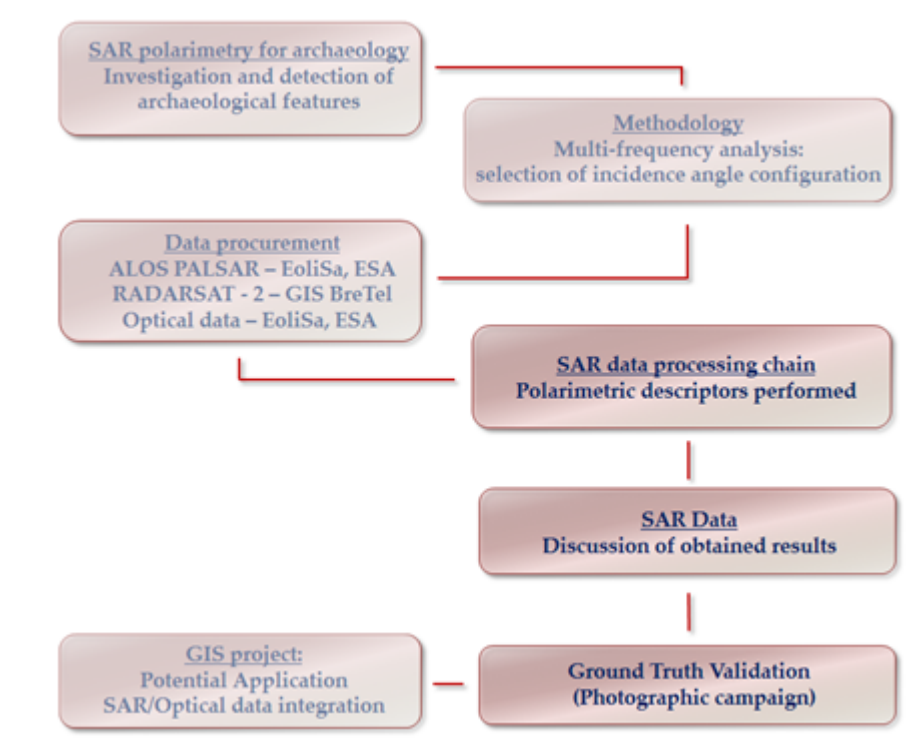 SAR polarimetry for archaeology
Investigation and detection of
archaeological features
Methodology
Multi-frequency analysis:
selection of incidence angle configuration
Data procurement
ALOS PALSAR – EoliSa, ESA
RADARSAT - 2 – GIS BreTel
Optical data – EoliSa, ESA
SAR data processing chain
Polarimetric descriptors performed
SAR Data
Discussion of obtained results
Ground Truth Validation
(Photographic campaign)
GIS project:
Potential Application
SAR/Optical data integration